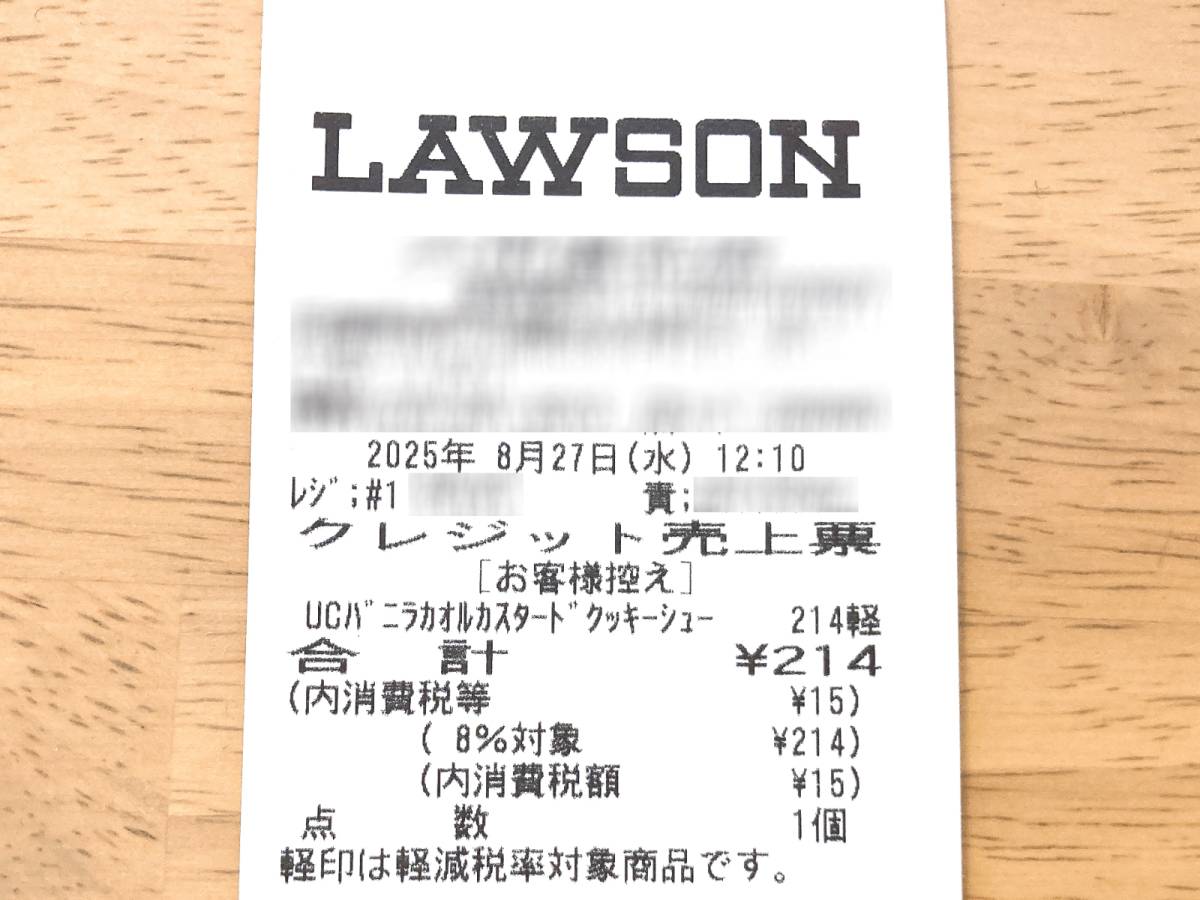 LAWSON
2025年 8月27日(水) 12:10
ﾚｼﾞ;#1 責;
クレジット売上票
[お客様控え]
UCﾊﾞﾆﾗｶｵﾙｶｽﾀｰﾄﾞｸｯｷｰｼｭｰ 214軽
合 計 ¥214
(内消費税等 ¥15)
( 8%対象 ¥214)
(内消費税額 ¥15)
点 数 1個
軽印は軽減税率対象商品です。